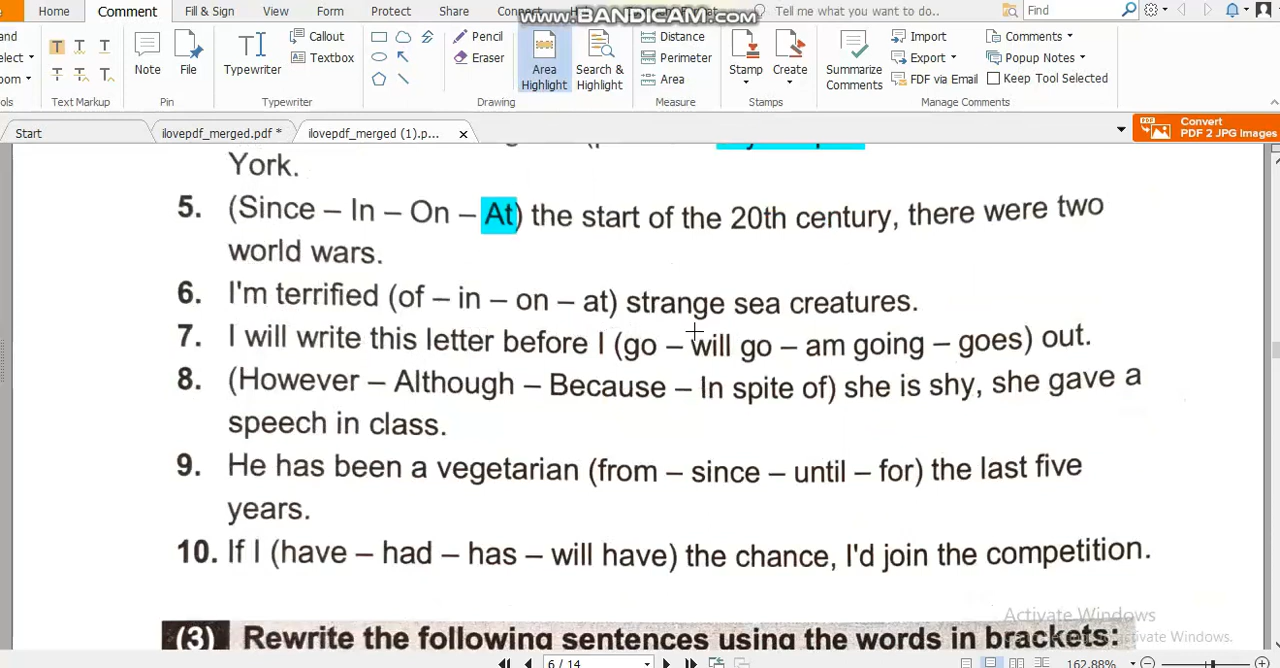 www.BANDICAM.com
Home Comment Fill & Sign View Form Protect Share Connect Tell me what you want to do.. Find
Callout Pencil Distance Import Comments
Textbox Eraser Perimeter Export Popup Notes
Note File Typewriter Area Highlight Search & Highlight Area Stamp Create Summarize Comments FDF via Email Keep Tool Selected
Text Markup Pin Typewriter Drawing Measure Stamps Manage Comments
Start ilovepdf_merged.pdf * ilovepdf_merged (1).p... Convert PDF 2 JPG Images
York.
5. (Since – In – On – At) the start of the 20th century, there were two
world wars.
6. I'm terrified (of – in – on – at) strange sea creatures.
7. I will write this letter before I (go – will go – am going – goes) out.
8. (However – Although – Because – In spite of) she is shy, she gave a
speech in class.
9. He has been a vegetarian (from – since – until – for) the last five
years.
10. If I (have – had – has – will have) the chance, I'd join the competition.
Activate Windows
(3) Rewrite the following sentences using the words in brackets:
6 / 14 162.88%